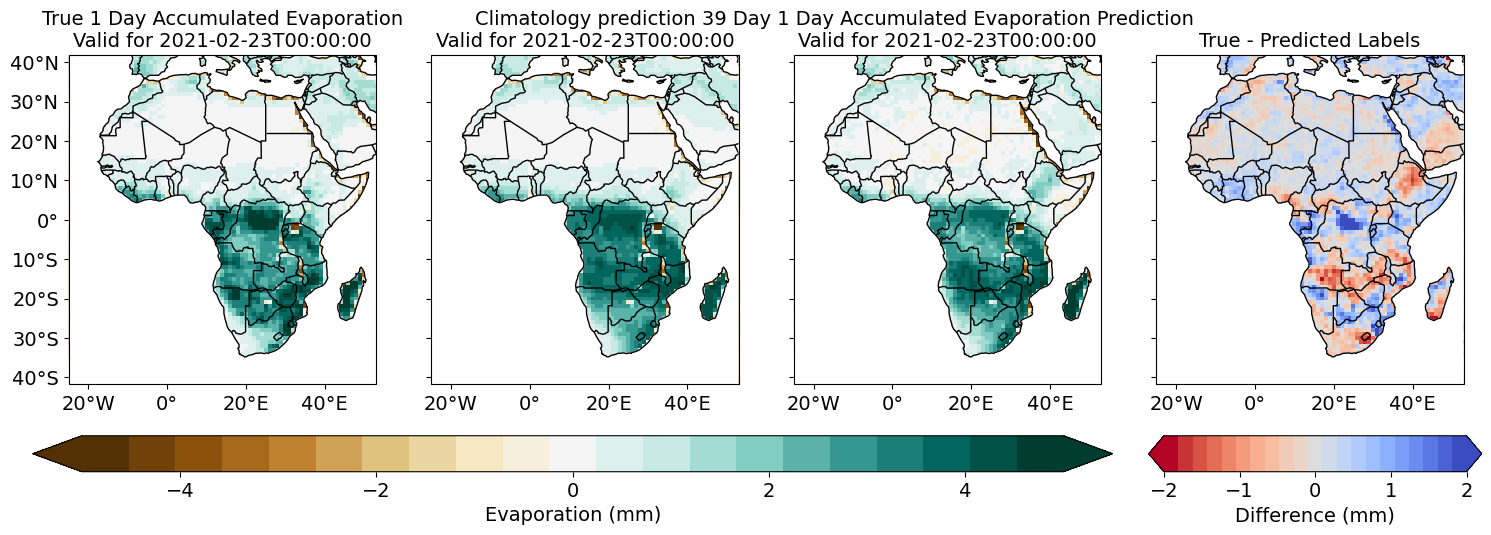 True 1 Day Accumulated Evaporation
Valid for 2021-02-23T00:00:00
Climatology prediction 39 Day 1 Day Accumulated Evaporation Prediction
Valid for 2021-02-23T00:00:00
Valid for 2021-02-23T00:00:00
True - Predicted Labels
40°N
30°N
20°N
10°N
0°
10°S
20°S
30°S
40°S
20°W 0° 20°E 40°E
20°W 0° 20°E 40°E
20°W 0° 20°E 40°E
20°W 0° 20°E 40°E
−4 −2 0 2 4
Evaporation (mm)
−2 −1 0 1 2
Difference (mm)